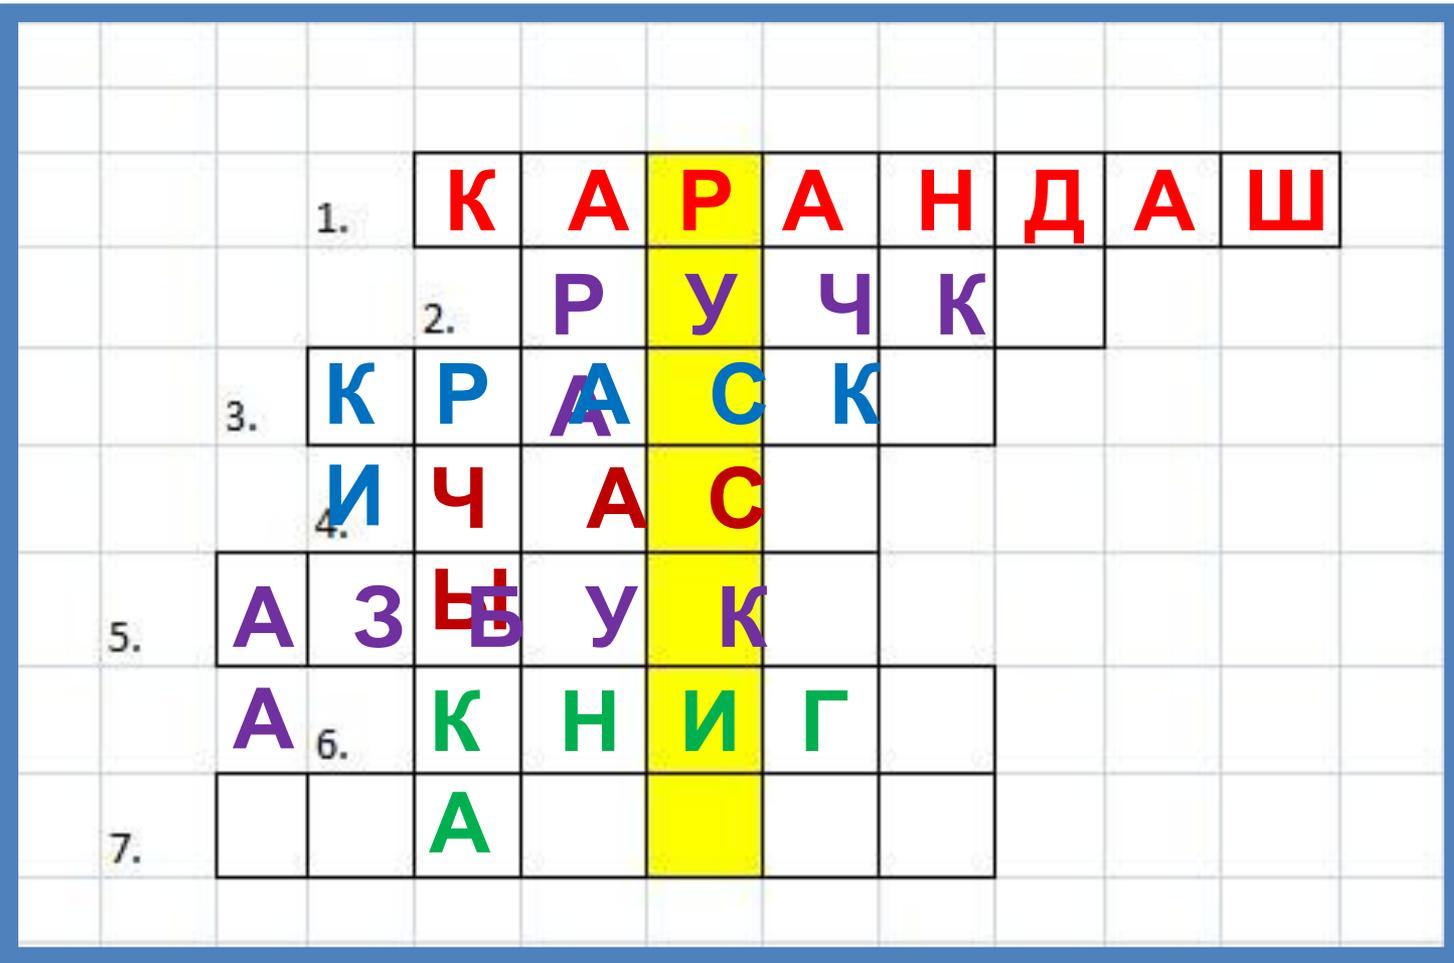 1. К А Р А Н Д А Ш
2. Р У Ч К
А
3. К Р А С К
И
4. Ч А С
Ы
5. А З Б У К
А
6. К Н И Г
А
7.